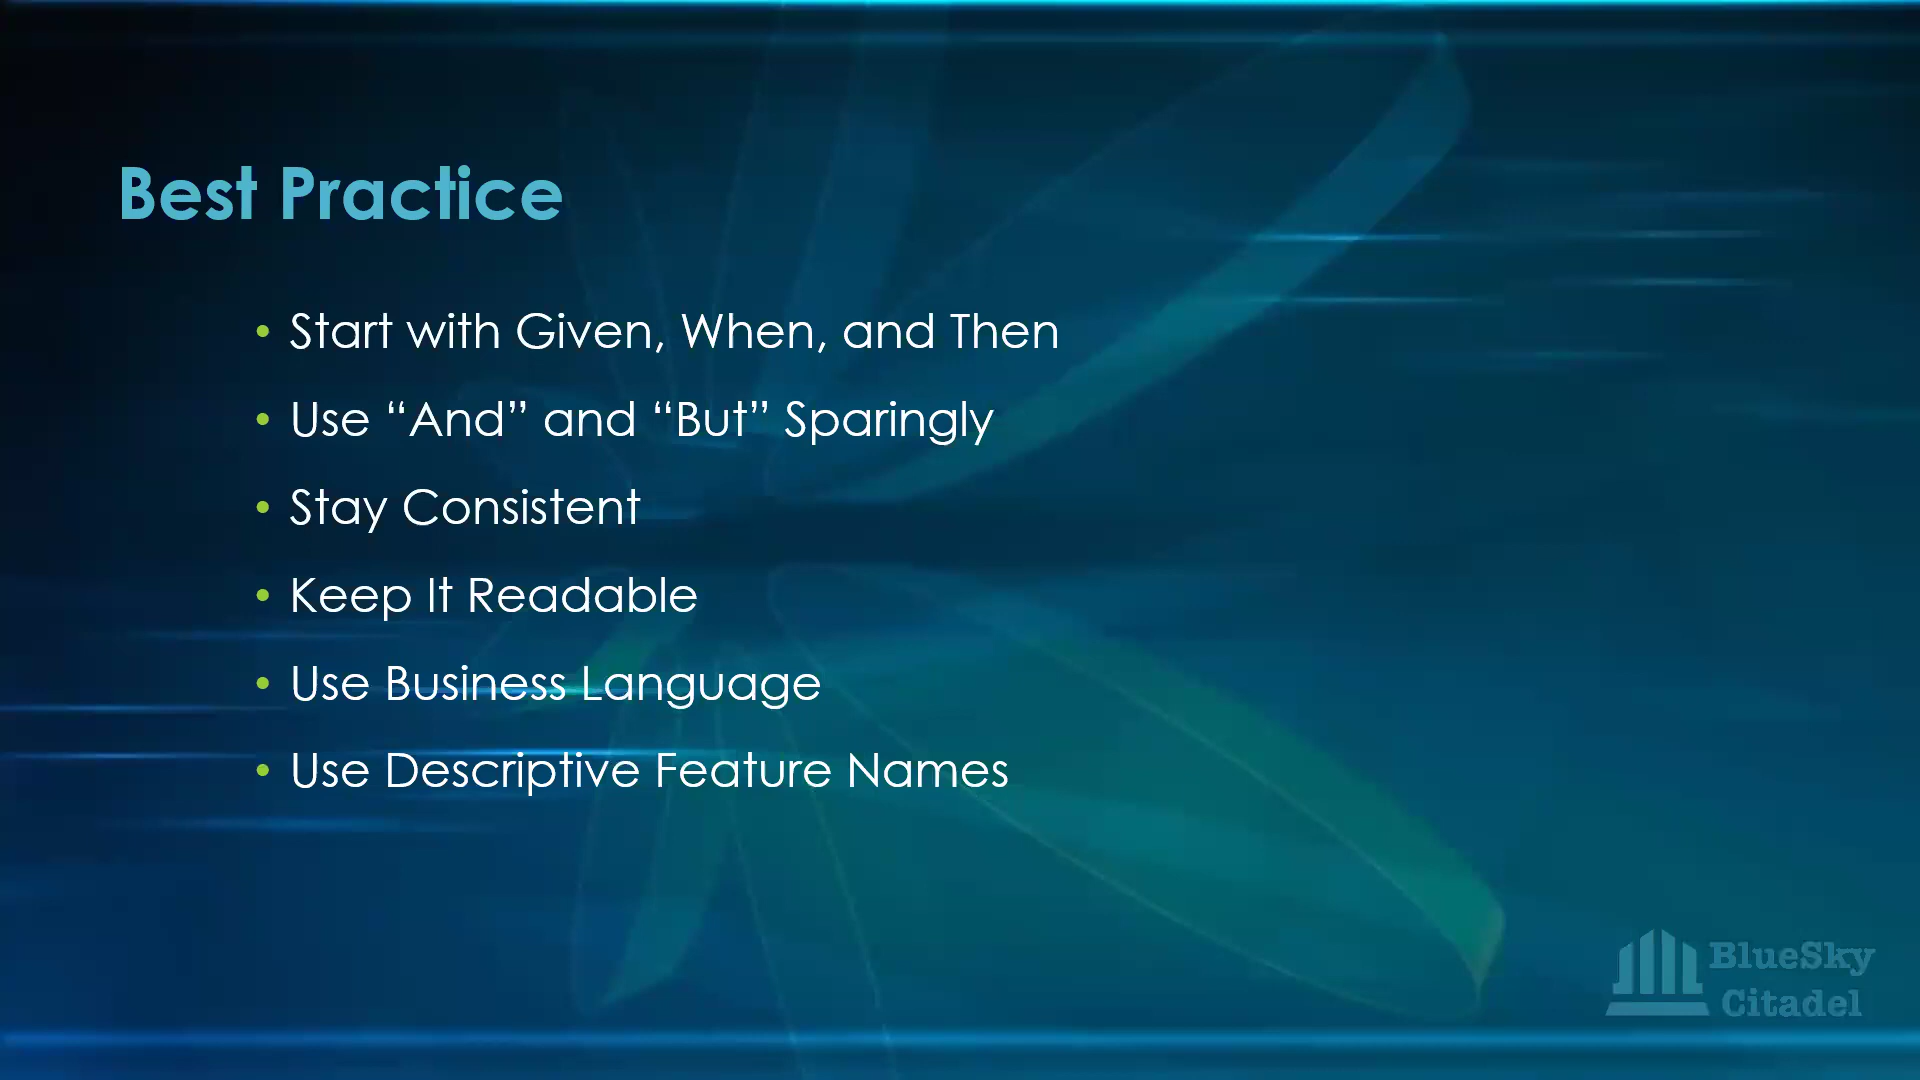 Best Practice
• Start with Given, When, and Then
• Use “And” and “But” Sparingly
• Stay Consistent
• Keep It Readable
• Use Business Language
• Use Descriptive Feature Names
BlueSky
Citadel